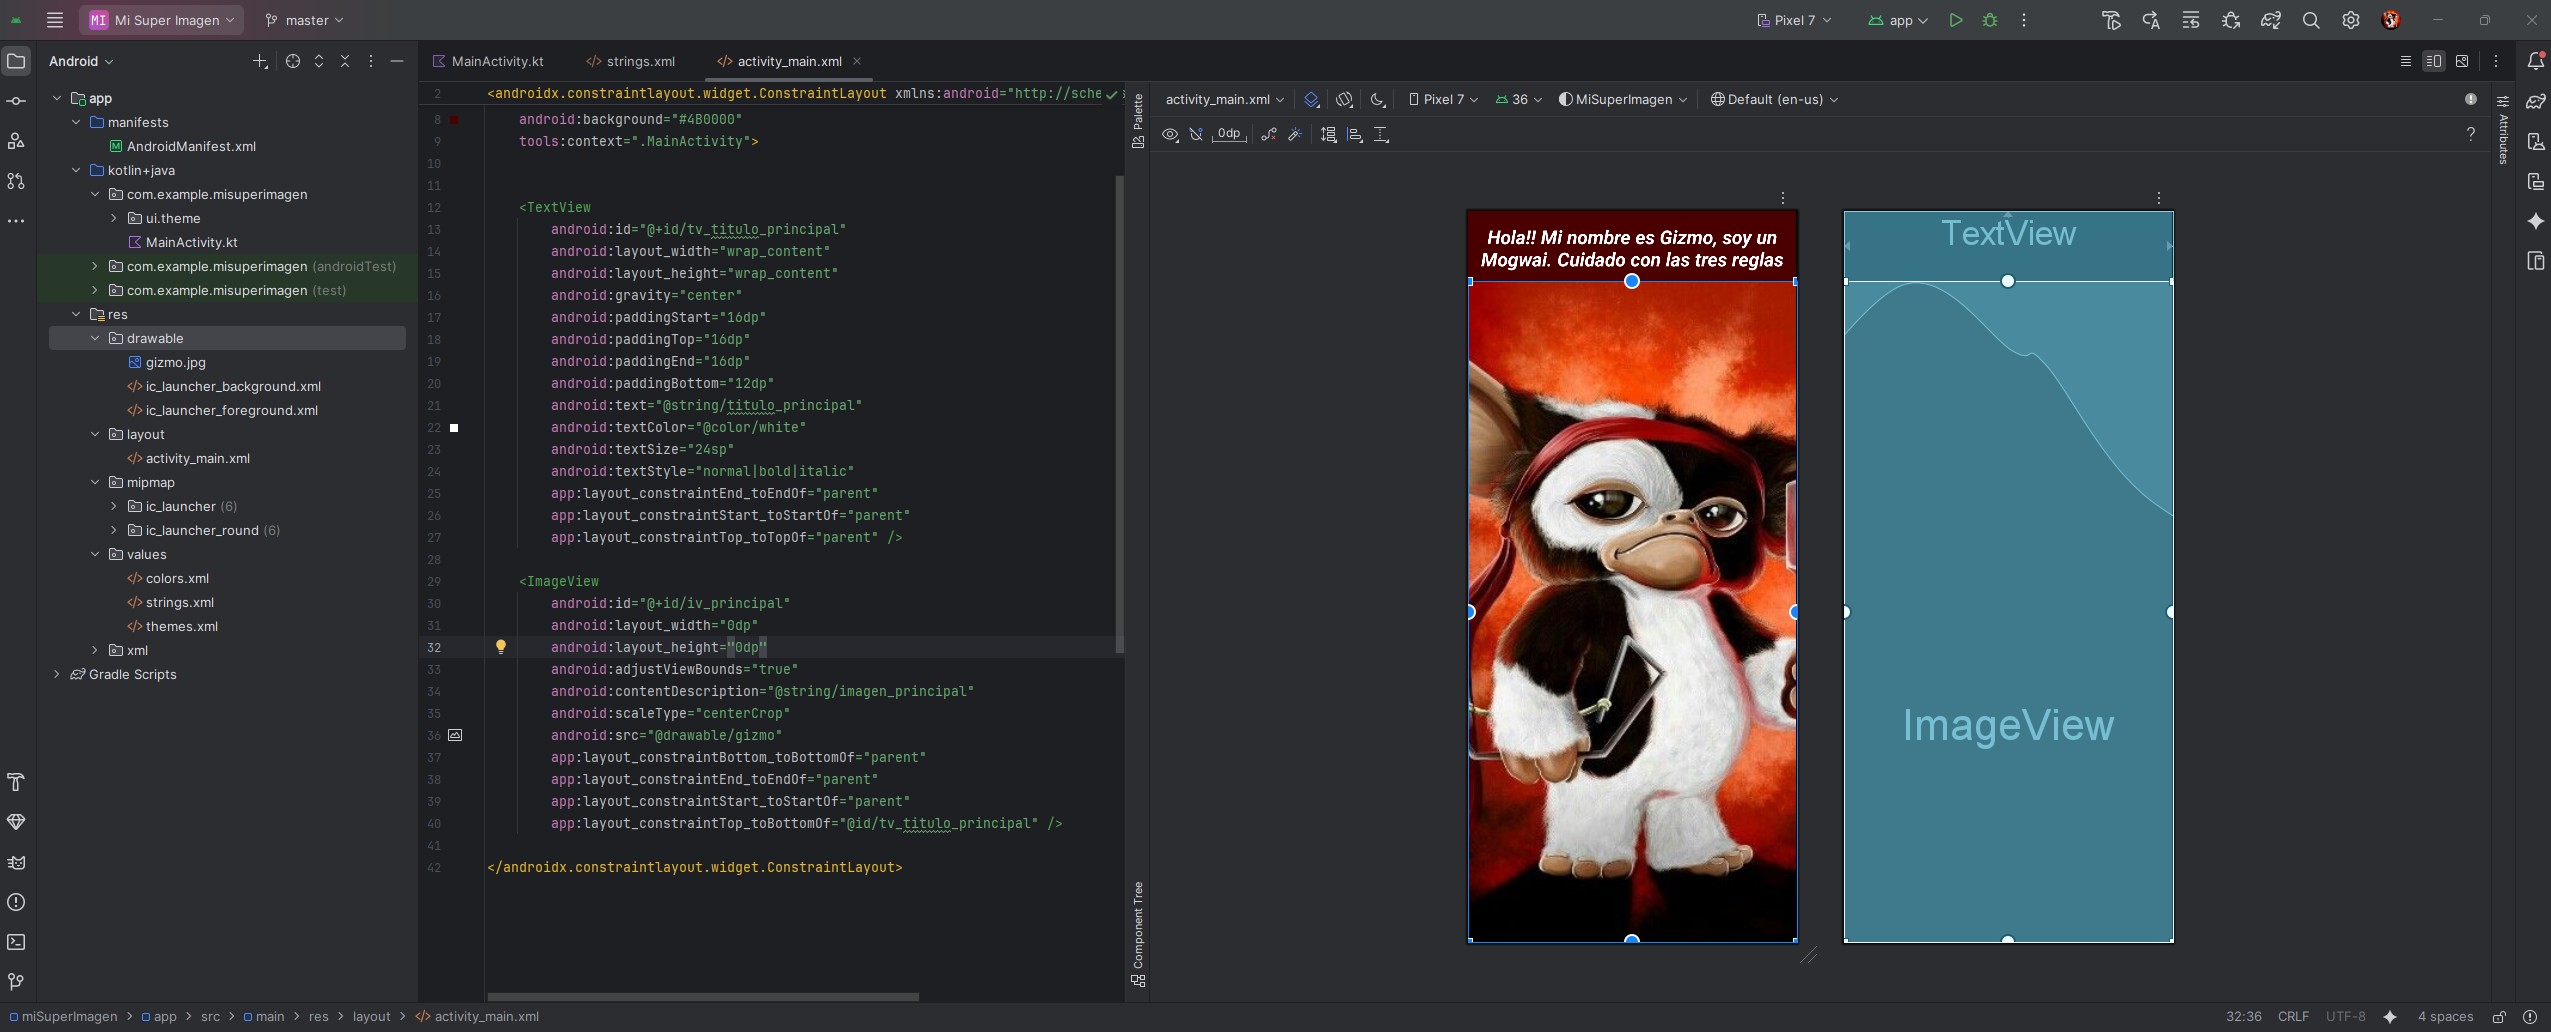 MI Mi Super Imagen master Pixel 7 app
Android
app
manifests
AndroidManifest.xml
kotlin+java
com.example.misuperimagen
ui.theme
MainActivity.kt
com.example.misuperimagen (androidTest)
com.example.misuperimagen (test)
res
drawable
gizmo.jpg
ic_launcher_background.xml
ic_launcher_foreground.xml
layout
activity_main.xml
mipmap
ic_launcher (6)
ic_launcher_round (6)
values
colors.xml
strings.xml
themes.xml
xml
Gradle Scripts
MainActivity.kt strings.xml activity_main.xml
2 <androidx.constraintlayout.widget.ConstraintLayout xmlns:android="http://sche
8 android:background="#4B0000"
9 tools:context=".MainActivity">
10
11
12 <TextView
13 android:id="@+id/tv_titulo_principal"
14 android:layout_width="wrap_content"
15 android:layout_height="wrap_content"
16 android:gravity="center"
17 android:paddingStart="16dp"
18 android:paddingTop="16dp"
19 android:paddingEnd="16dp"
20 android:paddingBottom="12dp"
21 android:text="@string/titulo_principal"
22 android:textColor="@color/white"
23 android:textSize="24sp"
24 android:textStyle="normal|bold|italic"
25 app:layout_constraintEnd_toEndOf="parent"
26 app:layout_constraintStart_toStartOf="parent"
27 app:layout_constraintTop_toTopOf="parent" />
28
29 <ImageView
30 android:id="@+id/iv_principal"
31 android:layout_width="0dp"
32 android:layout_height="0dp"
33 android:adjustViewBounds="true"
34 android:contentDescription="@string/imagen_principal"
35 android:scaleType="centerCrop"
36 android:src="@drawable/gizmo"
37 app:layout_constraintBottom_toBottomOf="parent"
38 app:layout_constraintEnd_toEndOf="parent"
39 app:layout_constraintStart_toStartOf="parent"
40 app:layout_constraintTop_toBottomOf="@id/tv_titulo_principal" />
41
42 </androidx.constraintlayout.widget.ConstraintLayout>
Palette
Component Tree
activity_main.xml Pixel 7 36 MiSuperImagen Default (en-us)
0dp ?
Hola!! Mi nombre es Gizmo, soy un
Mogwai. Cuidado con las tres reglas
TextView
ImageView
Attributes
miSuperImagen > app > src > main > res > layout > activity_main.xml
32:36 CRLF UTF-8 4 spaces